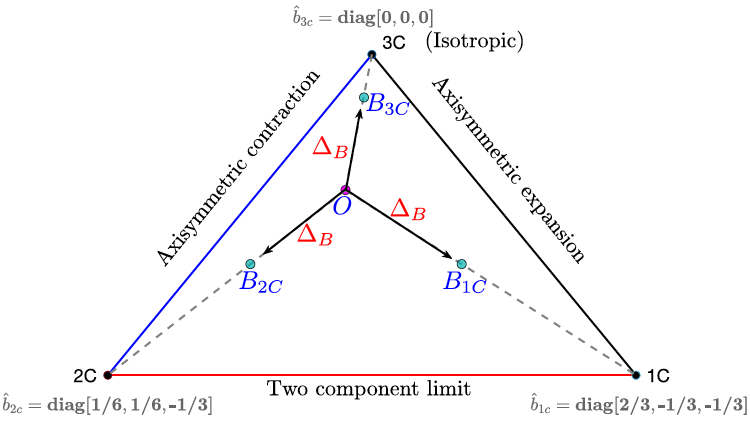 b̂3c = diag[0, 0, 0]
3C (Isotropic)
Axisymmetric contraction
Axisymmetric expansion
B3C
ΔB
O
ΔB
ΔB
B2C
B1C
2C
1C
Two component limit
b̂2c = diag[1/6, 1/6, -1/3]
b̂1c = diag[2/3, -1/3, -1/3]